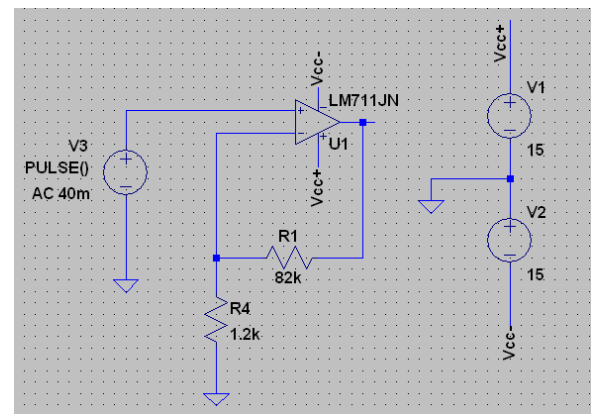 Vcc-
LM711JN
U1
Vcc+
V3
PULSE()
AC 40m
R1
82k
R4
1.2k
Vcc+
V1
15
V2
15
Vcc-